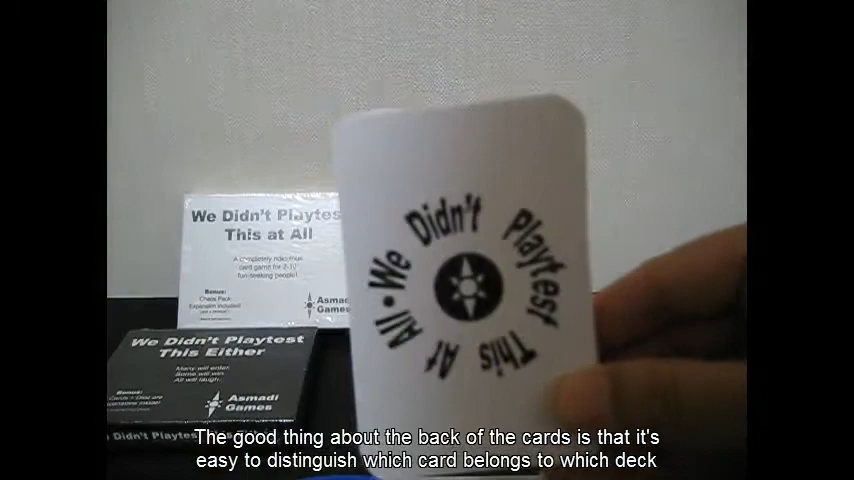 We Didn't Playtes
This at All
A completely ridiculous
card game for 2-10
fun-seeking people!
Bonus:
Chaos Pack
Expansion Included!
Asmadi
Games
We Didn't Playtest
This Either
Many will enter.
Some will win.
All will laugh.
Bonus:
Asmadi
Games
Didn't Playtes
We Didn't Playtest This At All •
The good thing about the back of the cards is that it's
easy to distinguish which card belongs to which deck